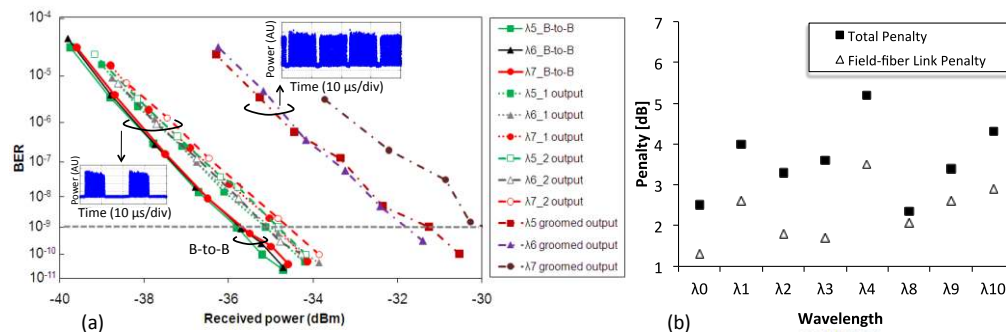 10⁻⁴
10⁻⁵
10⁻⁶
10⁻⁷
10⁻⁸
10⁻⁹
10⁻¹⁰
10⁻¹¹
BER
-40
-38
-36
-34
-32
-30
Received power (dBm)
(a)
B-to-B
Power (AU)
Time (10 μs/div)
Power (AU)
Time (10 μs/div)
λ5_B-to-B
λ6_B-to-B
λ7_B-to-B
λ5_1 output
λ6_1 output
λ7_1 output
λ5_2 output
λ6_2 output
λ7_2 output
λ5 groomed output
λ6 groomed output
λ7 groomed output
Total Penalty
Field-fiber Link Penalty
Penalty [dB]
7
6
5
4
3
2
1
λ0
λ1
λ2
λ3
λ4
λ8
λ9
λ10
Wavelength
(b)